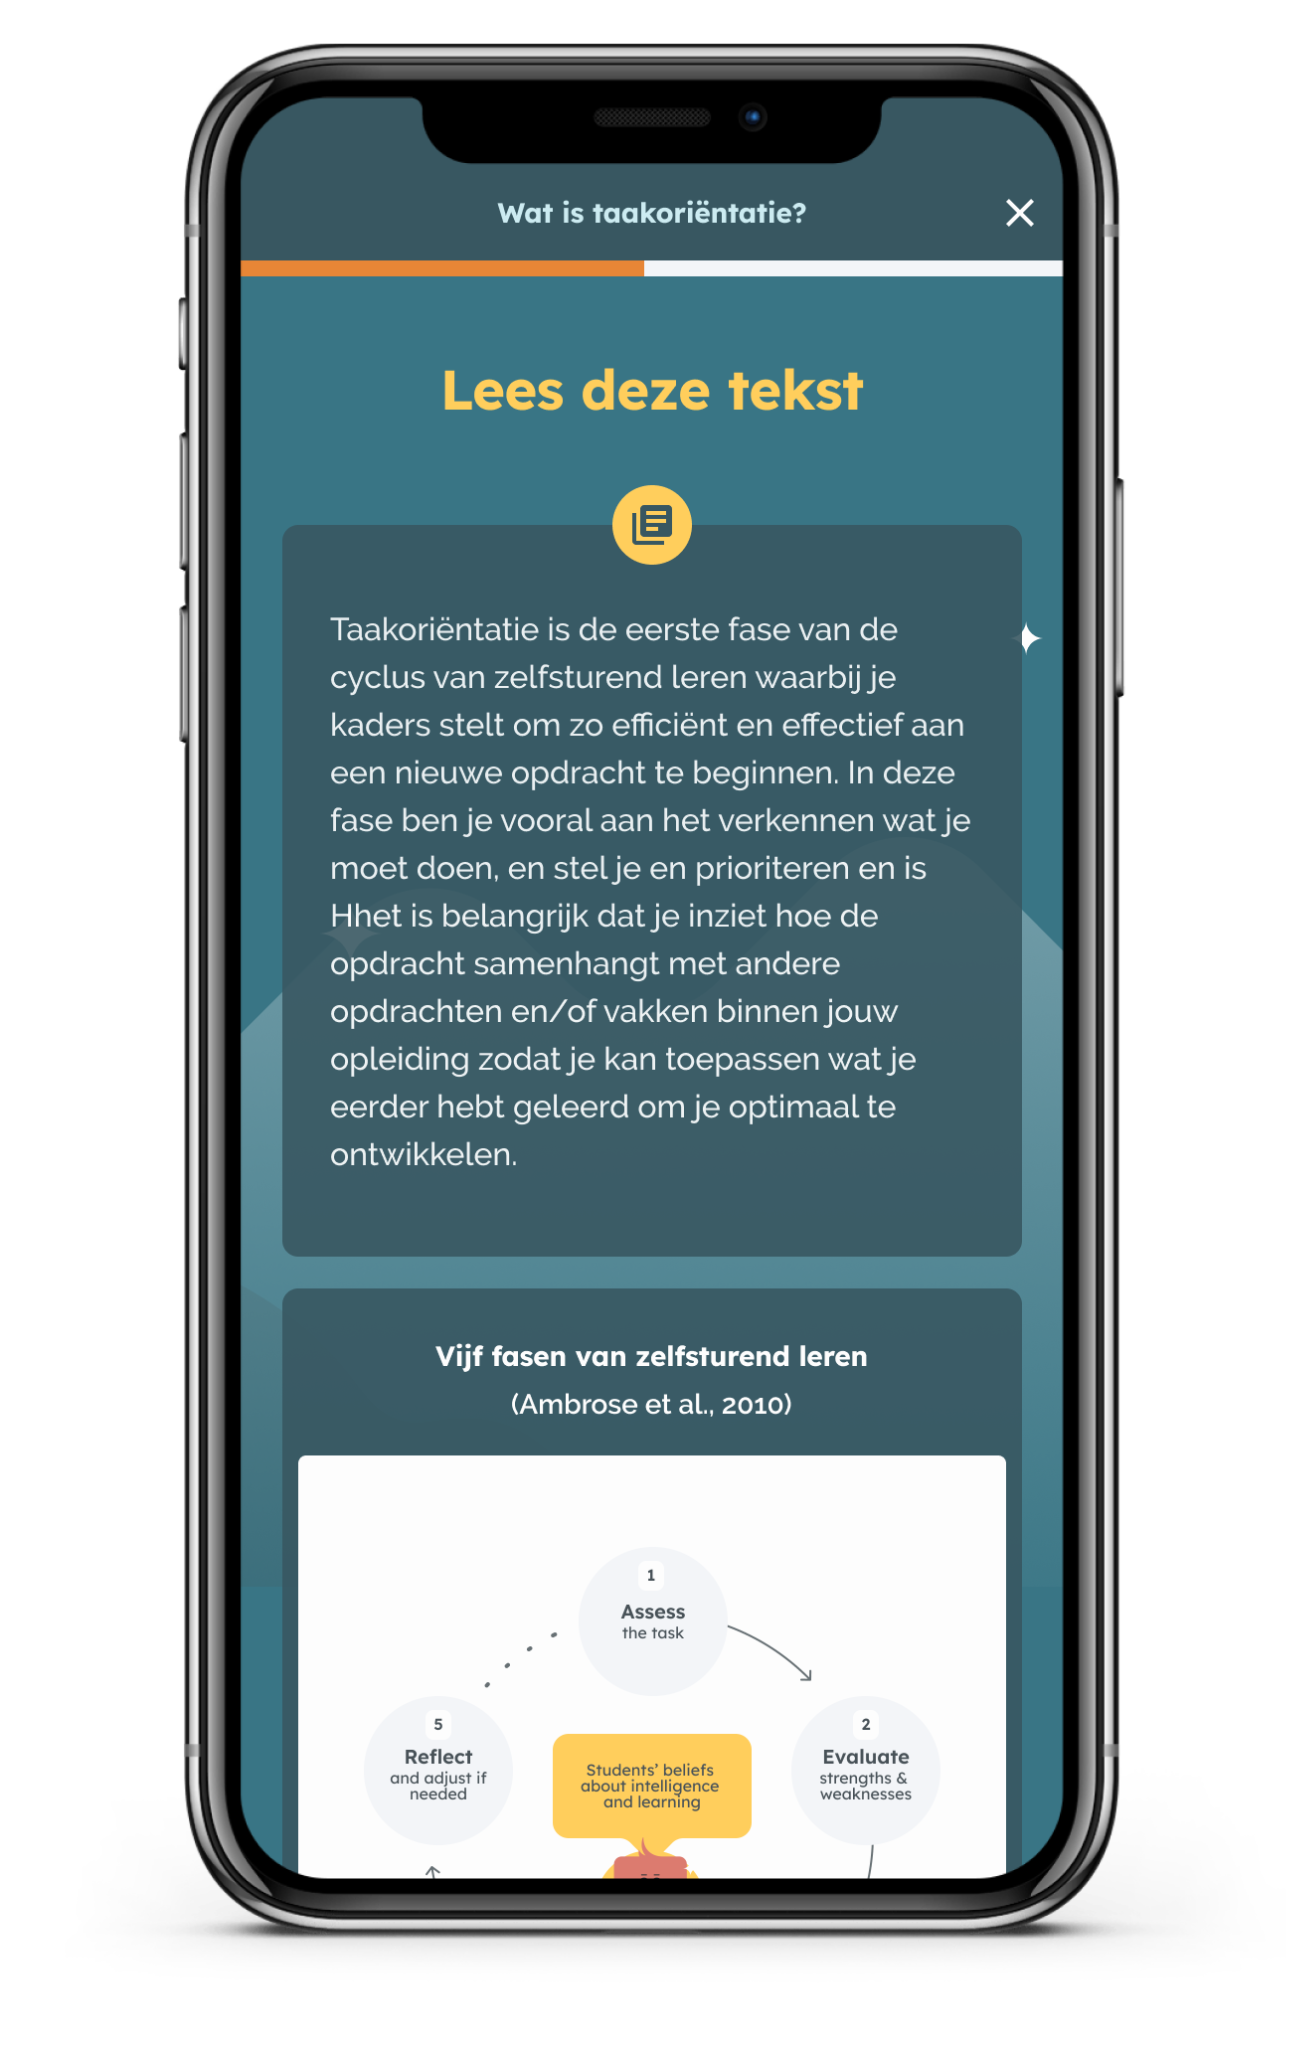 Wat is taakoriëntatie?
Lees deze tekst
Taakoriëntatie is de eerste fase van de
cyclus van zelfsturend leren waarbij je
kaders stelt om zo efficiënt en effectief aan
een nieuwe opdracht te beginnen. In deze
fase ben je vooral aan het verkennen wat je
moet doen, en stel je en prioriteren en is
Hhet is belangrijk dat je inziet hoe de
opdracht samenhangt met andere
opdrachten en/of vakken binnen jouw
opleiding zodat je kan toepassen wat je
eerder hebt geleerd om je optimaal te
ontwikkelen.
Vijf fasen van zelfsturend leren
(Ambrose et al., 2010)
1
Assess
the task
5
Reflect
and adjust if
needed
2
Evaluate
strengths &
weaknesses
Students’ beliefs
about intelligence
and learning